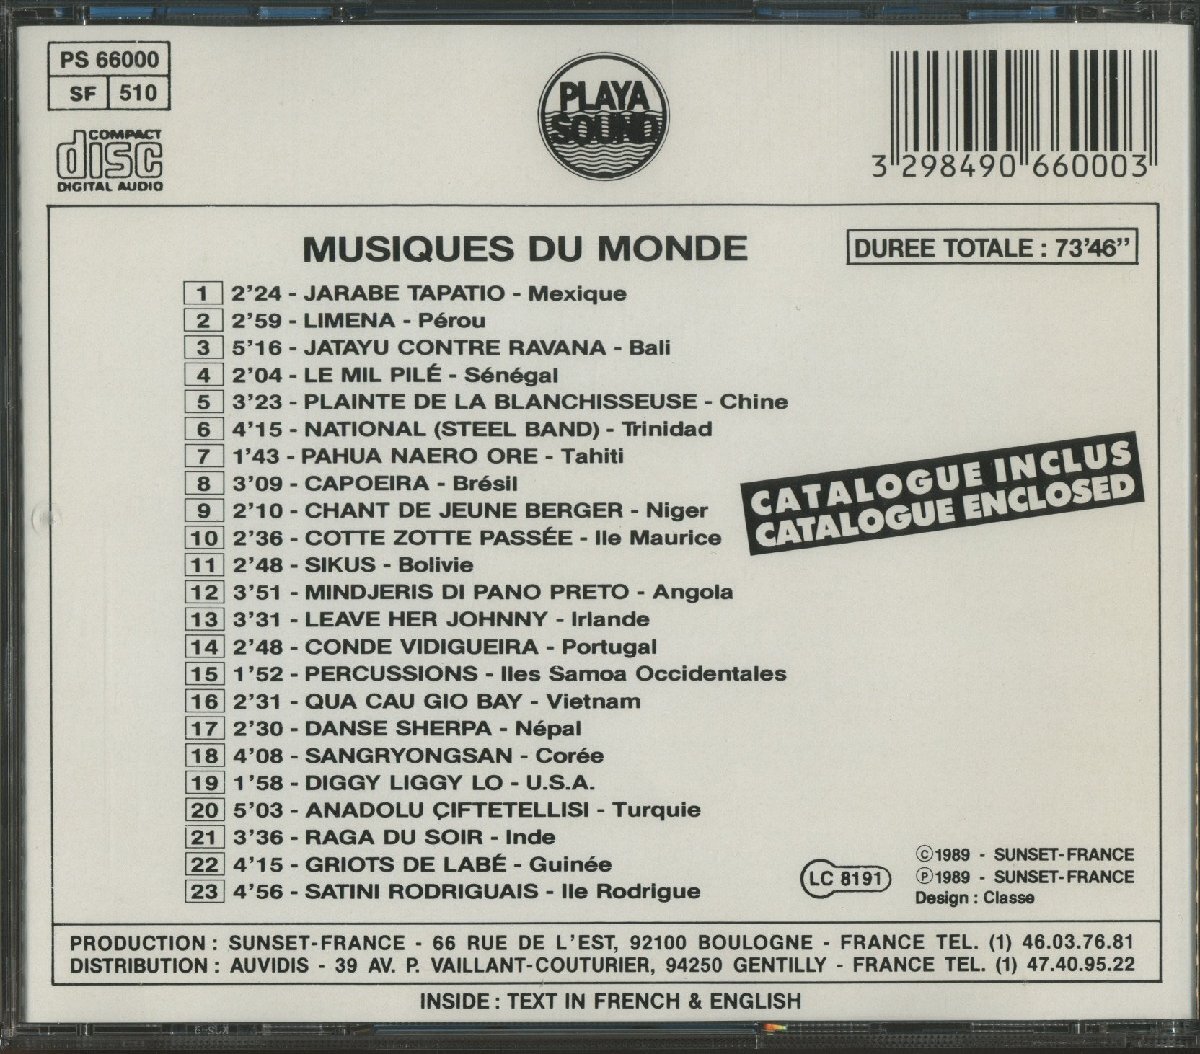 PS 66000
SF 510
COMPACT
disc
DIGITAL AUDIO
PLAYA
SOUND
3 298490 660003
MUSIQUES DU MONDE
DUREE TOTALE : 73'46"
1 2'24 - JARABE TAPATIO - Mexique
2 2'59 - LIMENA - Pérou
3 5'16 - JATAYU CONTRE RAVANA - Bali
4 2'04 - LE MIL PILÉ - Sénégal
5 3'23 - PLAINTE DE LA BLANCHISSEUSE - Chine
6 4'15 - NATIONAL (STEEL BAND) - Trinidad
7 1'43 - PAHUA NAERO ORE - Tahiti
8 3'09 - CAPOEIRA - Brésil
9 2'10 - CHANT DE JEUNE BERGER - Niger
10 2'36 - COTTE ZOTTE PASSÉE - Ile Maurice
11 2'48 - SIKUS - Bolivie
12 3'51 - MINDJERIS DI PANO PRETO - Angola
13 3'31 - LEAVE HER JOHNNY - Irlande
14 2'48 - CONDE VIDIGUEIRA - Portugal
15 1'52 - PERCUSSIONS - Iles Samoa Occidentales
16 2'31 - QUA CAU GIO BAY - Vietnam
17 2'30 - DANSE SHERPA - Népal
18 4'08 - SANGRYONGSAN - Corée
19 1'58 - DIGGY LIGGY LO - U.S.A.
20 5'03 - ANADOLU ÇIFTETELLISI - Turquie
21 3'36 - RAGA DU SOIR - Inde
22 4'15 - GRIOTS DE LABÉ - Guinée
23 4'56 - SATINI RODRIGUAIS - Ile Rodrigue
CATALOGUE INCLUS
CATALOGUE ENCLOSED
LC 8191
Ⓒ1989 - SUNSET-FRANCE
Ⓟ1989 - SUNSET-FRANCE
Design : Classe
PRODUCTION : SUNSET-FRANCE - 66 RUE DE L'EST, 92100 BOULOGNE - FRANCE TEL. (1) 46.03.76.81
DISTRIBUTION : AUVIDIS - 39 AV. P. VAILLANT-COUTURIER, 94250 GENTILLY - FRANCE TEL. (1) 47.40.95.22
INSIDE : TEXT IN FRENCH & ENGLISH